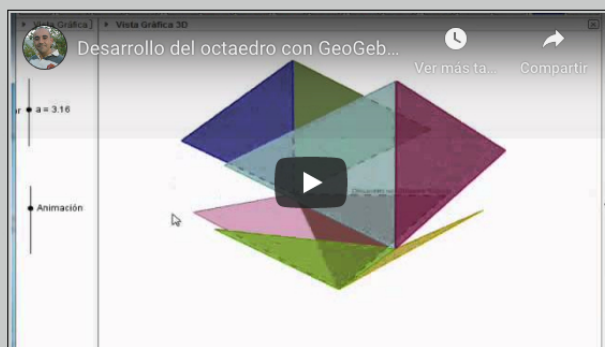 Vista Gráfica
Vista Gráfica 3D
Desarrollo del octaedro con GeoGeb...
Ver más ta...
Compartir
a = 3.16
Animación